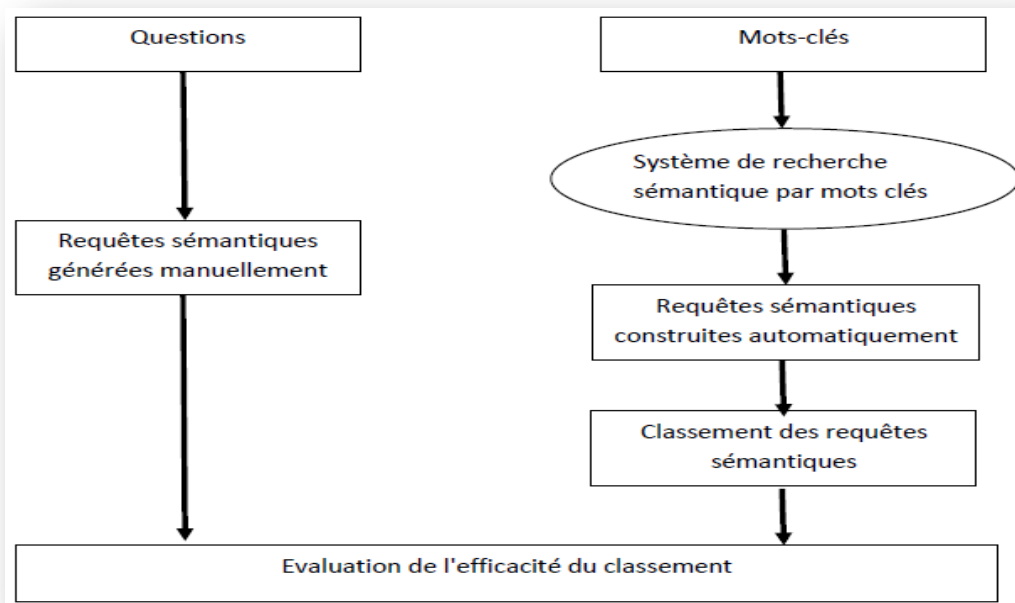 Questions
Mots-clés
Système de recherche
sémantique par mots clés
Requêtes sémantiques
générées manuellement
Requêtes sémantiques
construites automatiquement
Classement des requêtes
sémantiques
Evaluation de l'efficacité du classement